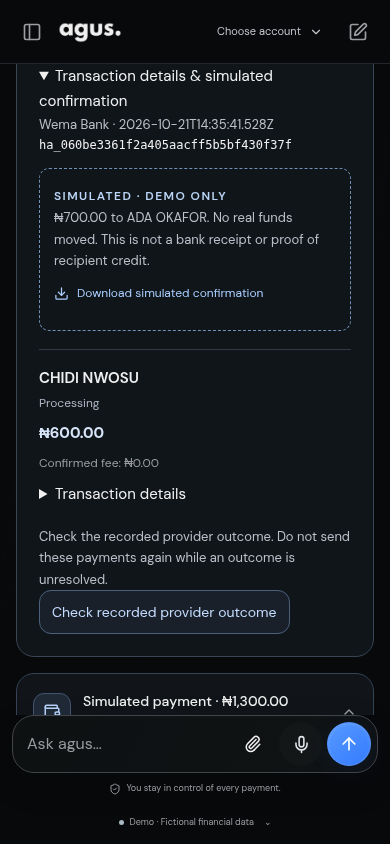 agus.
Choose account
Transaction details & simulated
confirmation
Wema Bank · 2026-10-21T14:35:41.528Z
ha_060be3361f2a405aacff5b5bf430f37f
SIMULATED · DEMO ONLY
₦700.00 to ADA OKAFOR. No real funds
moved. This is not a bank receipt or proof of
recipient credit.
Download simulated confirmation
CHIDI NWOSU
Processing
₦600.00
Confirmed fee: ₦0.00
Transaction details
Check the recorded provider outcome. Do not send
these payments again while an outcome is
unresolved.
Check recorded provider outcome
Simulated payment · ₦1,300.00
Ask agus...
You stay in control of every payment.
Demo · Fictional financial data